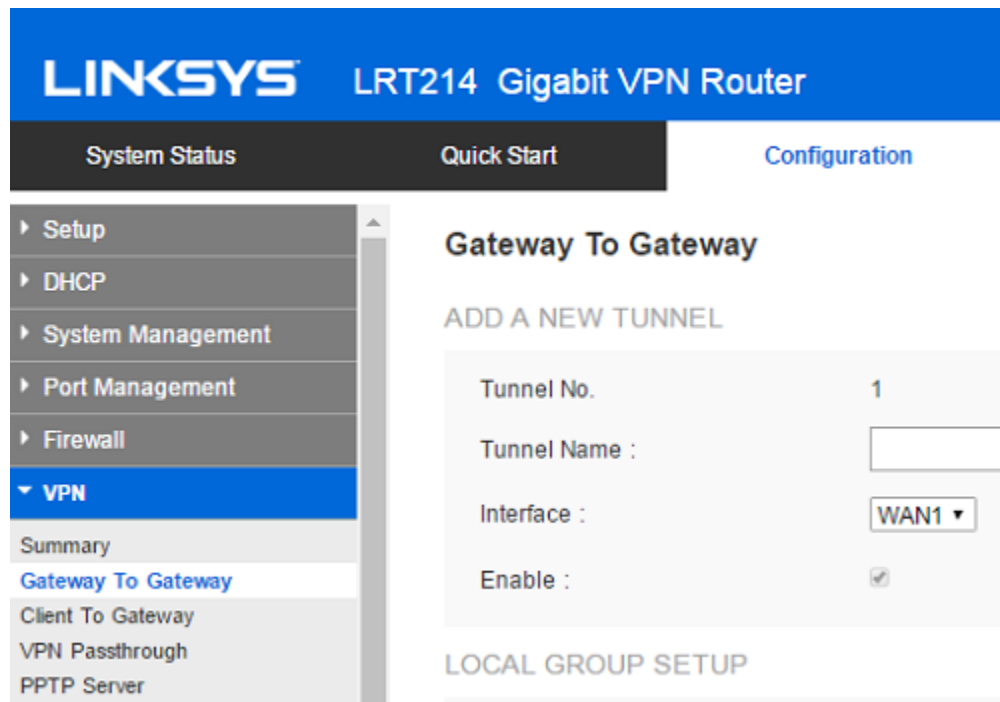 LINKSYS LRT214 Gigabit VPN Router
System Status Quick Start Configuration
Setup
DHCP
System Management
Port Management
Firewall
VPN
Summary
Gateway To Gateway
Client To Gateway
VPN Passthrough
PPTP Server
Gateway To Gateway
ADD A NEW TUNNEL
Tunnel No. 1
Tunnel Name :
Interface : WAN1
Enable :
LOCAL GROUP SETUP